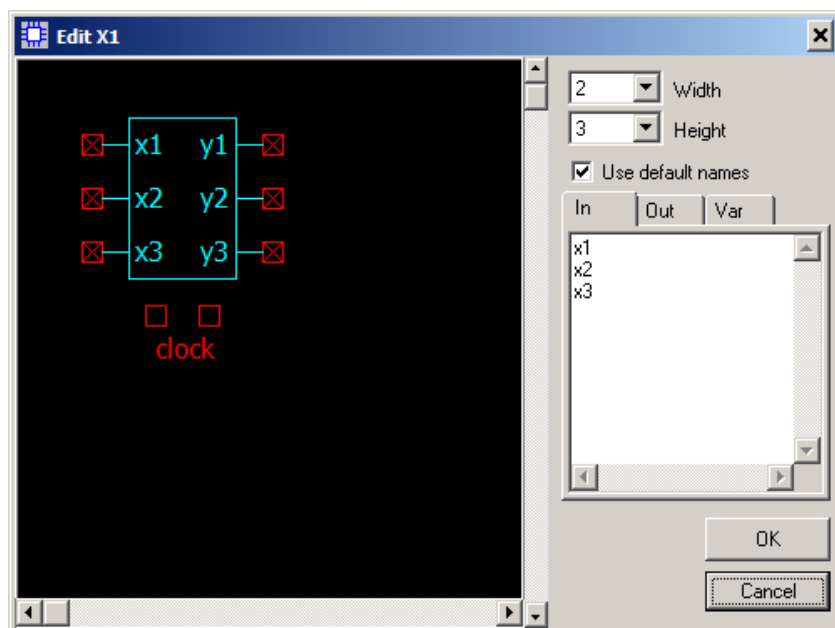 Edit X1
x1 y1
x2 y2
x3 y3
clock
2 Width
3 Height
Use default names
In Out Var
x1
x2
x3
OK
Cancel